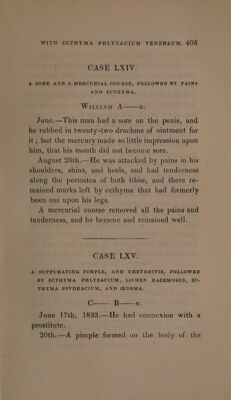 WITH ECTHYMA PHLYZACIUM VENEREUM. 405
CASE LXIV.
A SORE AND A MERCURIAL COURSE, FOLLOWED BY PAINS
AND ECTHYMA.
WILLIAM A——G.
June.—This man had a sore on the penis, and
he rubbed in twenty-two drachms of ointment for
it; but the mercury made so little impression upon
him, that his mouth did not become sore.
August 26th.—He was attacked by pains in his
shoulders, shins, and heels, and had tenderness
along the periostea of both tibiæ, and there re-
mained marks left by ecthyma that had formerly
been out upon his legs.
A mercurial course removed all the pains and
tenderness, and he became and remained well.
CASE LXV.
A SUPPURATING PIMPLE, AND URETHRITIS, FOLLOWED
BY ECTHYMA PHLYZACIUM, LICHEN HAEEMOSUS, EC-
THYMA PSYDRACIUM, AND ŒDEMA.
C—— B——N.
June 17th, 1833.—He had connexion with a
prostitute.
20th.—A pimple formed on the body of the